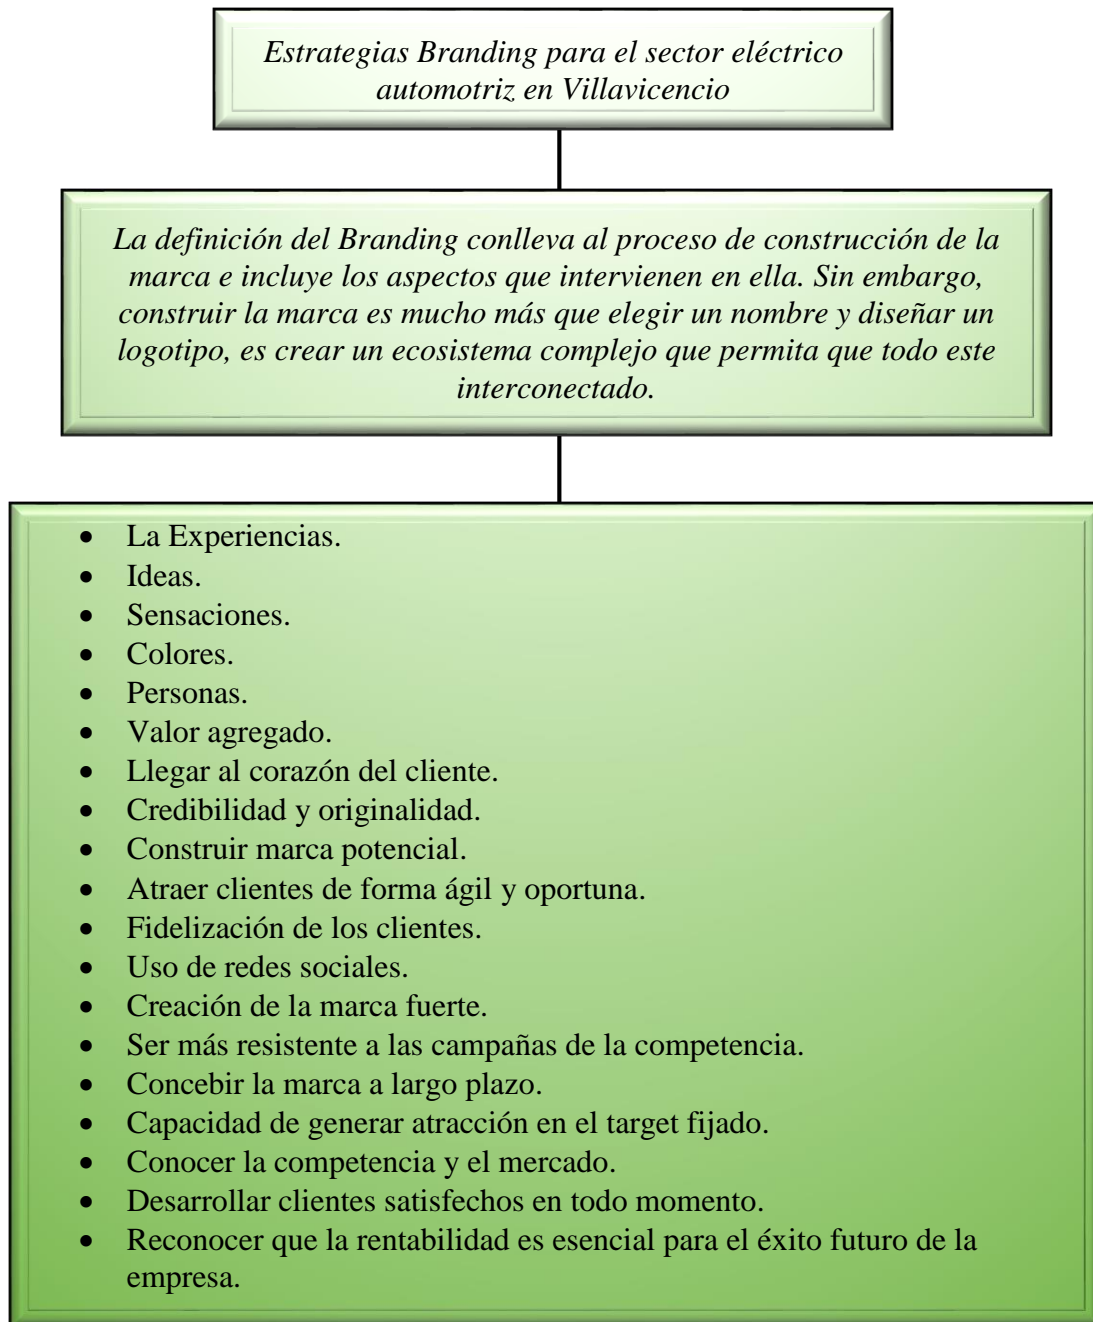 Estrategias Branding para el sector eléctrico
automotriz en Villavicencio
La definición del Branding conlleva al proceso de construcción de la
marca e incluye los aspectos que intervienen en ella. Sin embargo,
construir la marca es mucho más que elegir un nombre y diseñar un
logotipo, es crear un ecosistema complejo que permita que todo este
interconectado.
• La Experiencias.
• Ideas.
• Sensaciones.
• Colores.
• Personas.
• Valor agregado.
• Llegar al corazón del cliente.
• Credibilidad y originalidad.
• Construir marca potencial.
• Atraer clientes de forma ágil y oportuna.
• Fidelización de los clientes.
• Uso de redes sociales.
• Creación de la marca fuerte.
• Ser más resistente a las campañas de la competencia.
• Concebir la marca a largo plazo.
• Capacidad de generar atracción en el target fijado.
• Conocer la competencia y el mercado.
• Desarrollar clientes satisfechos en todo momento.
• Reconocer que la rentabilidad es esencial para el éxito futuro de la
empresa.